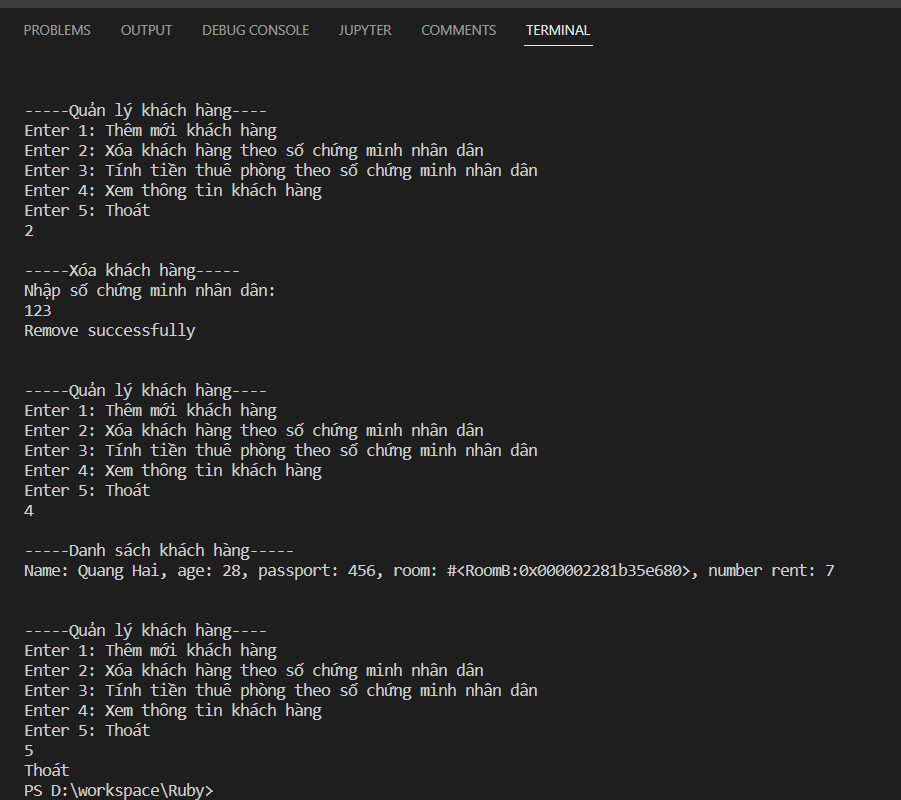 PROBLEMS OUTPUT DEBUG CONSOLE JUPYTER COMMENTS TERMINAL
-----Quản lý khách hàng----
Enter 1: Thêm mới khách hàng
Enter 2: Xóa khách hàng theo số chứng minh nhân dân
Enter 3: Tính tiền thuê phòng theo số chứng minh nhân dân
Enter 4: Xem thông tin khách hàng
Enter 5: Thoát
2
-----Xóa khách hàng-----
Nhập số chứng minh nhân dân:
123
Remove successfully
-----Quản lý khách hàng----
Enter 1: Thêm mới khách hàng
Enter 2: Xóa khách hàng theo số chứng minh nhân dân
Enter 3: Tính tiền thuê phòng theo số chứng minh nhân dân
Enter 4: Xem thông tin khách hàng
Enter 5: Thoát
4
-----Danh sách khách hàng-----
Name: Quang Hai, age: 28, passport: 456, room: #<RoomB:0x000002281b35e680>, number rent: 7
-----Quản lý khách hàng----
Enter 1: Thêm mới khách hàng
Enter 2: Xóa khách hàng theo số chứng minh nhân dân
Enter 3: Tính tiền thuê phòng theo số chứng minh nhân dân
Enter 4: Xem thông tin khách hàng
Enter 5: Thoát
5
Thoát
PS D:\workspace\Ruby>